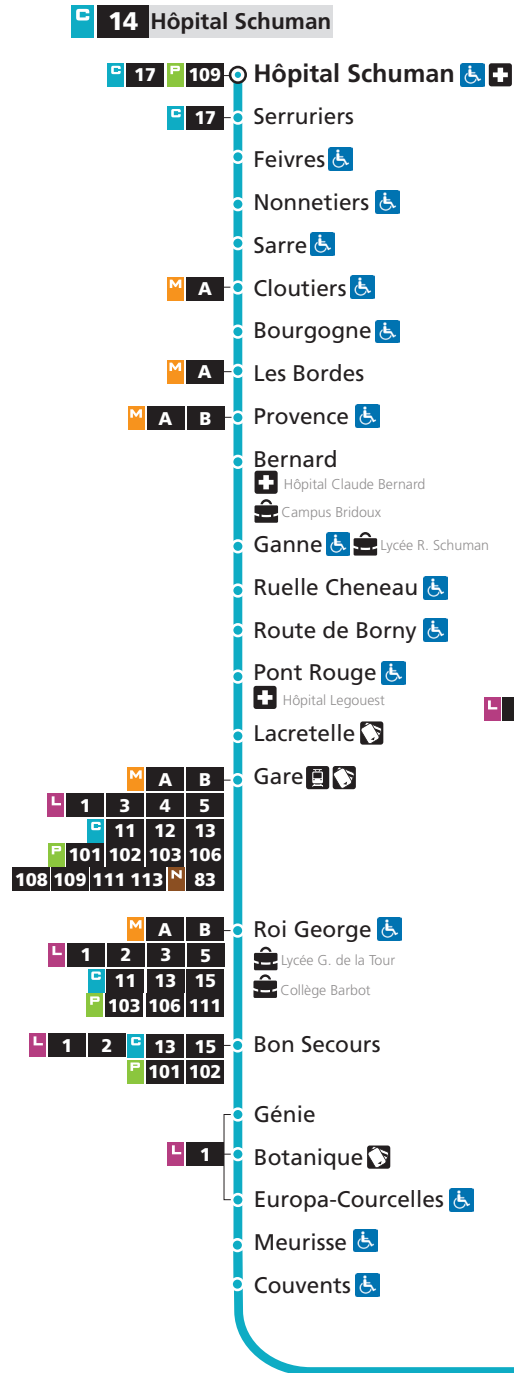 C 14 Hôpital Schuman
C 17 P 109 Hôpital Schuman
C 17 Serruriers
Feivres
Nonnetiers
Sarre
M A Cloutiers
Bourgogne
M A Les Bordes
M A B Provence
Bernard
Hôpital Claude Bernard
Campus Bridoux
Ganne Lycée R. Schuman
Ruelle Cheneau
Route de Borny
Pont Rouge
Hôpital Legouest
L
Lacretelle
M A B Gare
L 1 3 4 5
C 11 12 13
P 101 102 103 106
108 109 111 113 N 83
M A B Roi George
L 1 2 3 5 Lycée G. de la Tour
C 11 13 15 Collège Barbot
P 103 106 111
L 1 2 C 13 15 Bon Secours
P 101 102
Génie
L 1 Botanique
Europa-Courcelles
Meurisse
Couvents